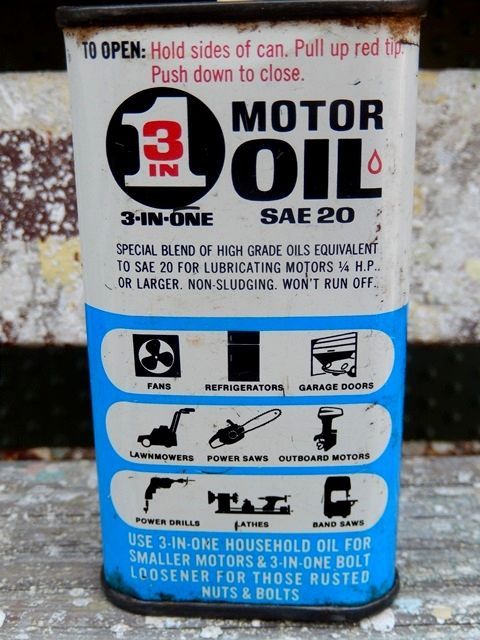 TO OPEN: Hold sides of can. Pull up red tip.
Push down to close.
1
3
IN
3-IN-ONE
MOTOR
OIL
SAE 20
SPECIAL BLEND OF HIGH GRADE OILS EQUIVALENT
TO SAE 20 FOR LUBRICATING MOTORS ¼ H.P.
OR LARGER. NON-SLUDGING. WON'T RUN OFF.
FANS REFRIGERATORS GARAGE DOORS
LAWNMOWERS POWER SAWS OUTBOARD MOTORS
POWER DRILLS LATHES BAND SAWS
USE 3-IN-ONE HOUSEHOLD OIL FOR
SMALLER MOTORS & 3-IN-ONE BOLT
LOOSENER FOR THOSE RUSTED
NUTS & BOLTS